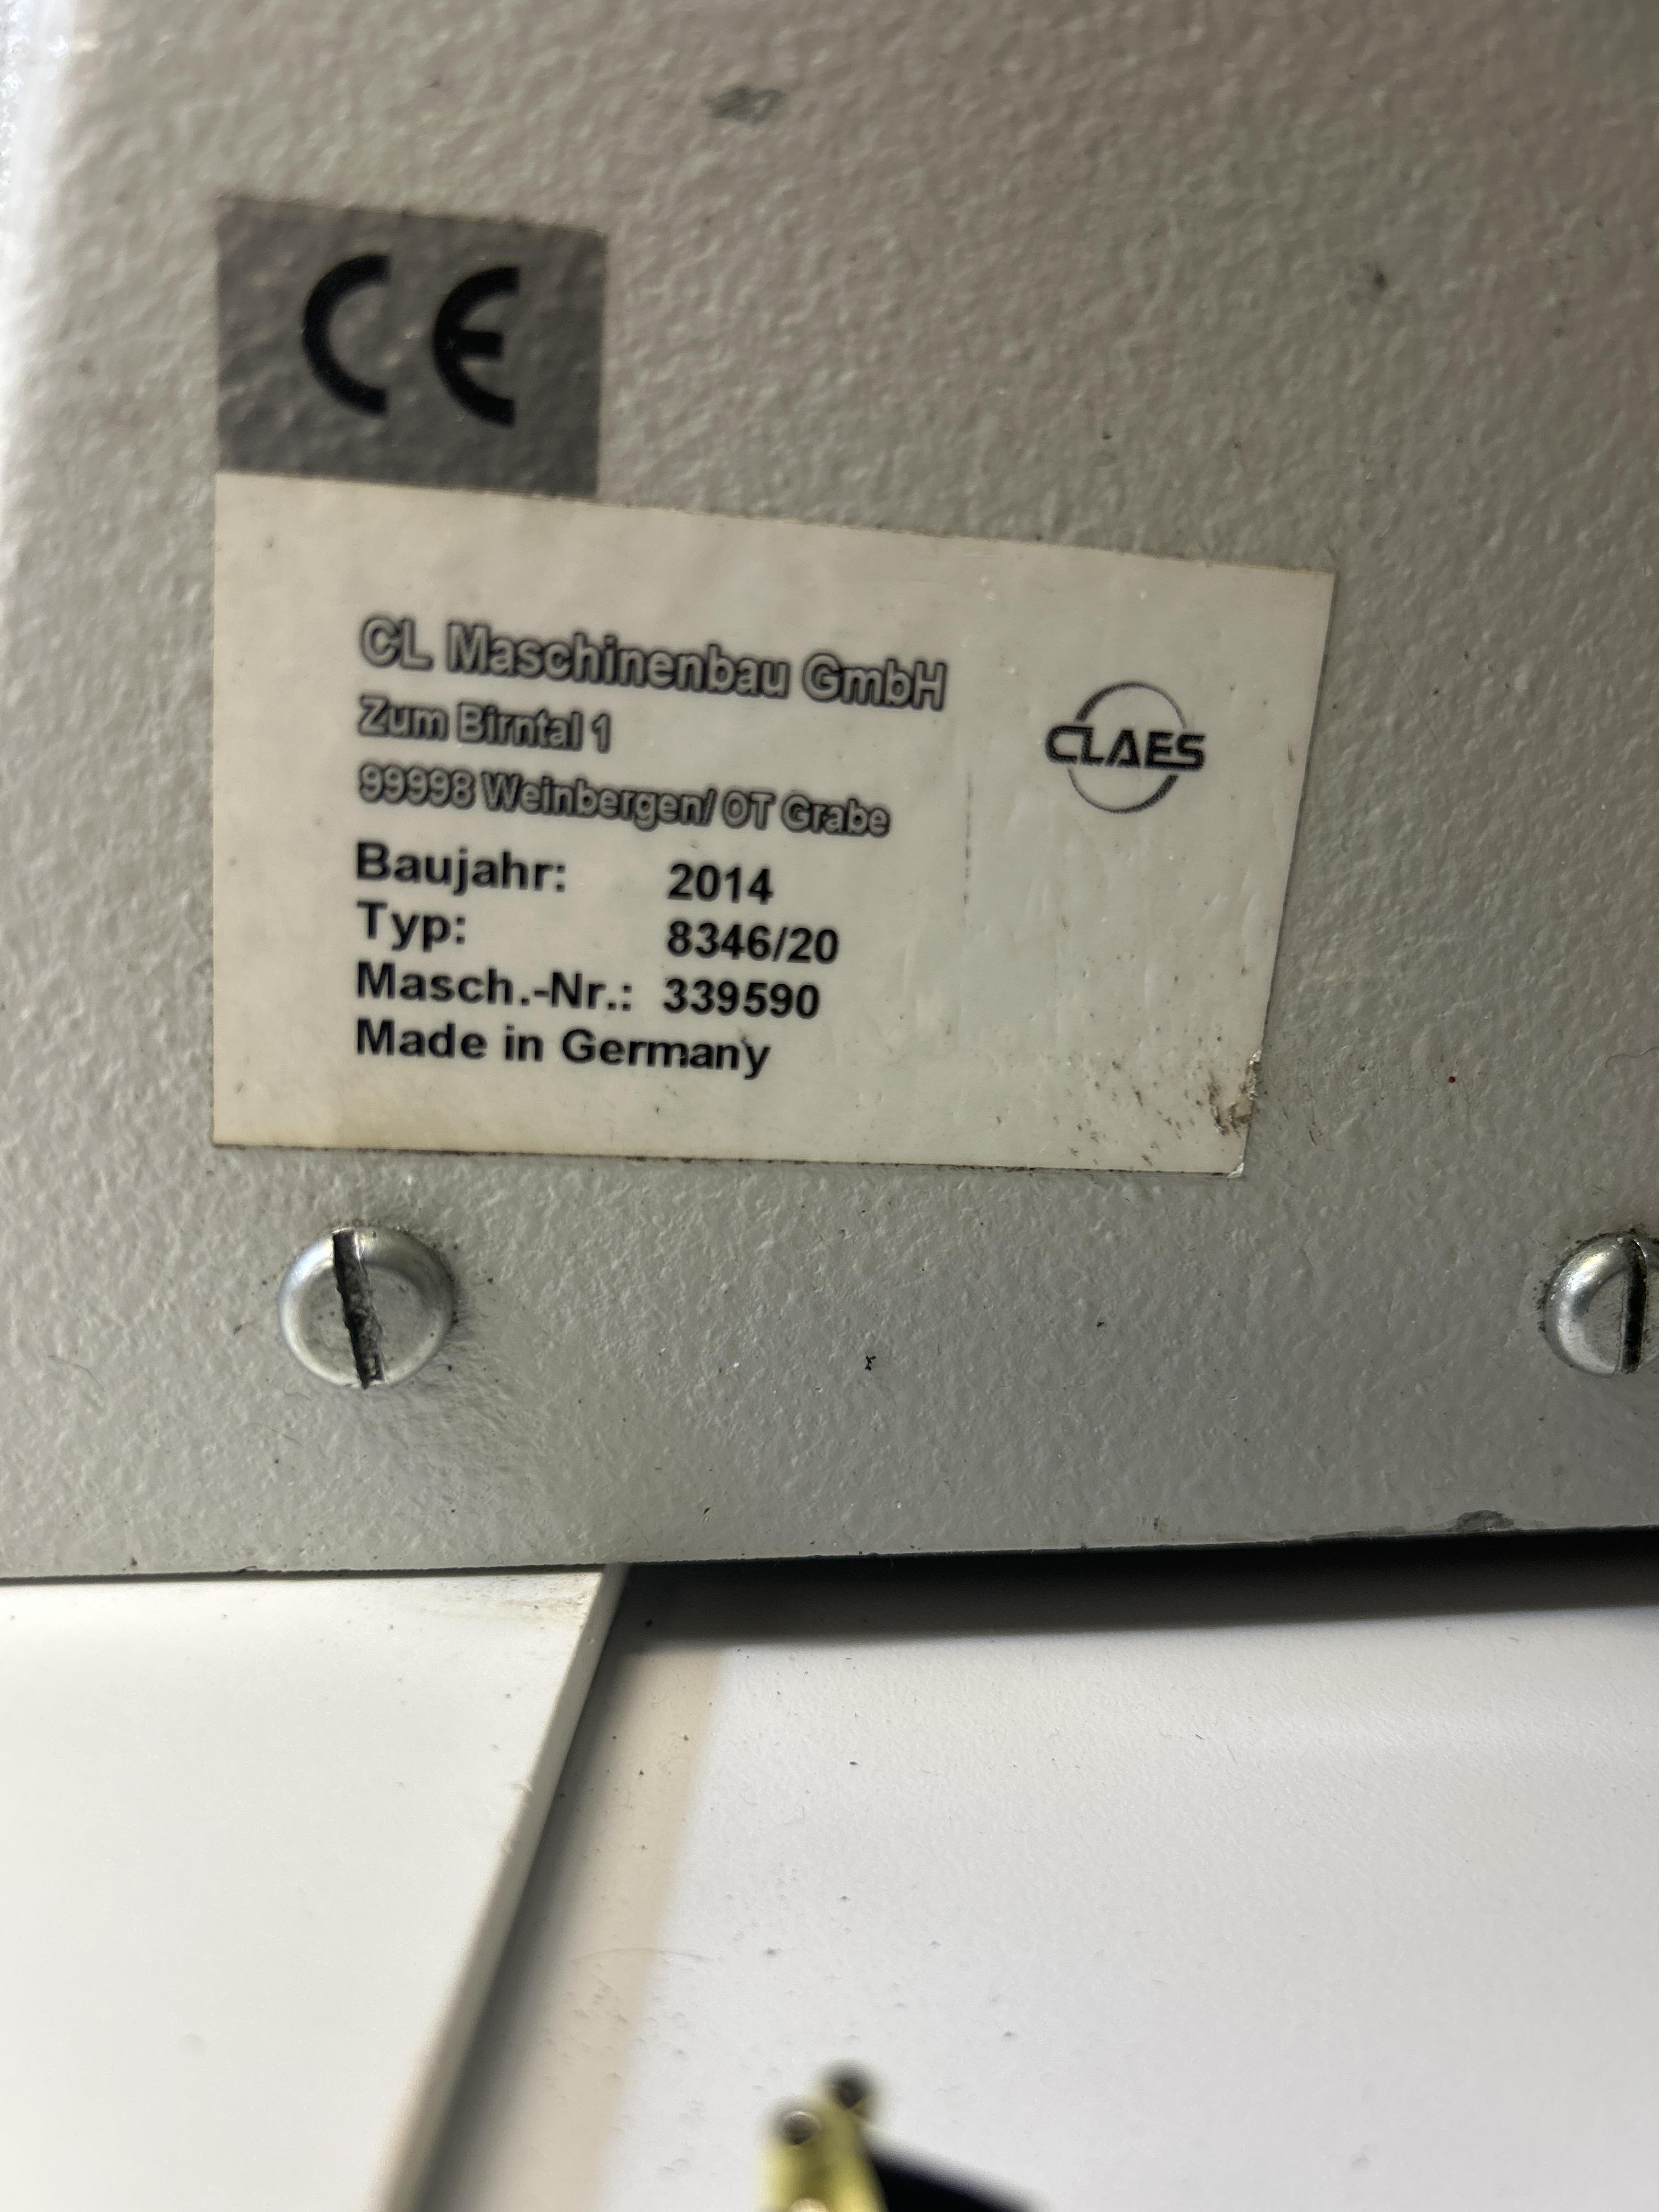 CE
CL Maschinenbau GmbH
Zum Birntal 1
99998 Weinbergen/ OT Grabe
CLAES
Baujahr: 2014
Typ: 8346/20
Masch.-Nr.: 339590
Made in Germany